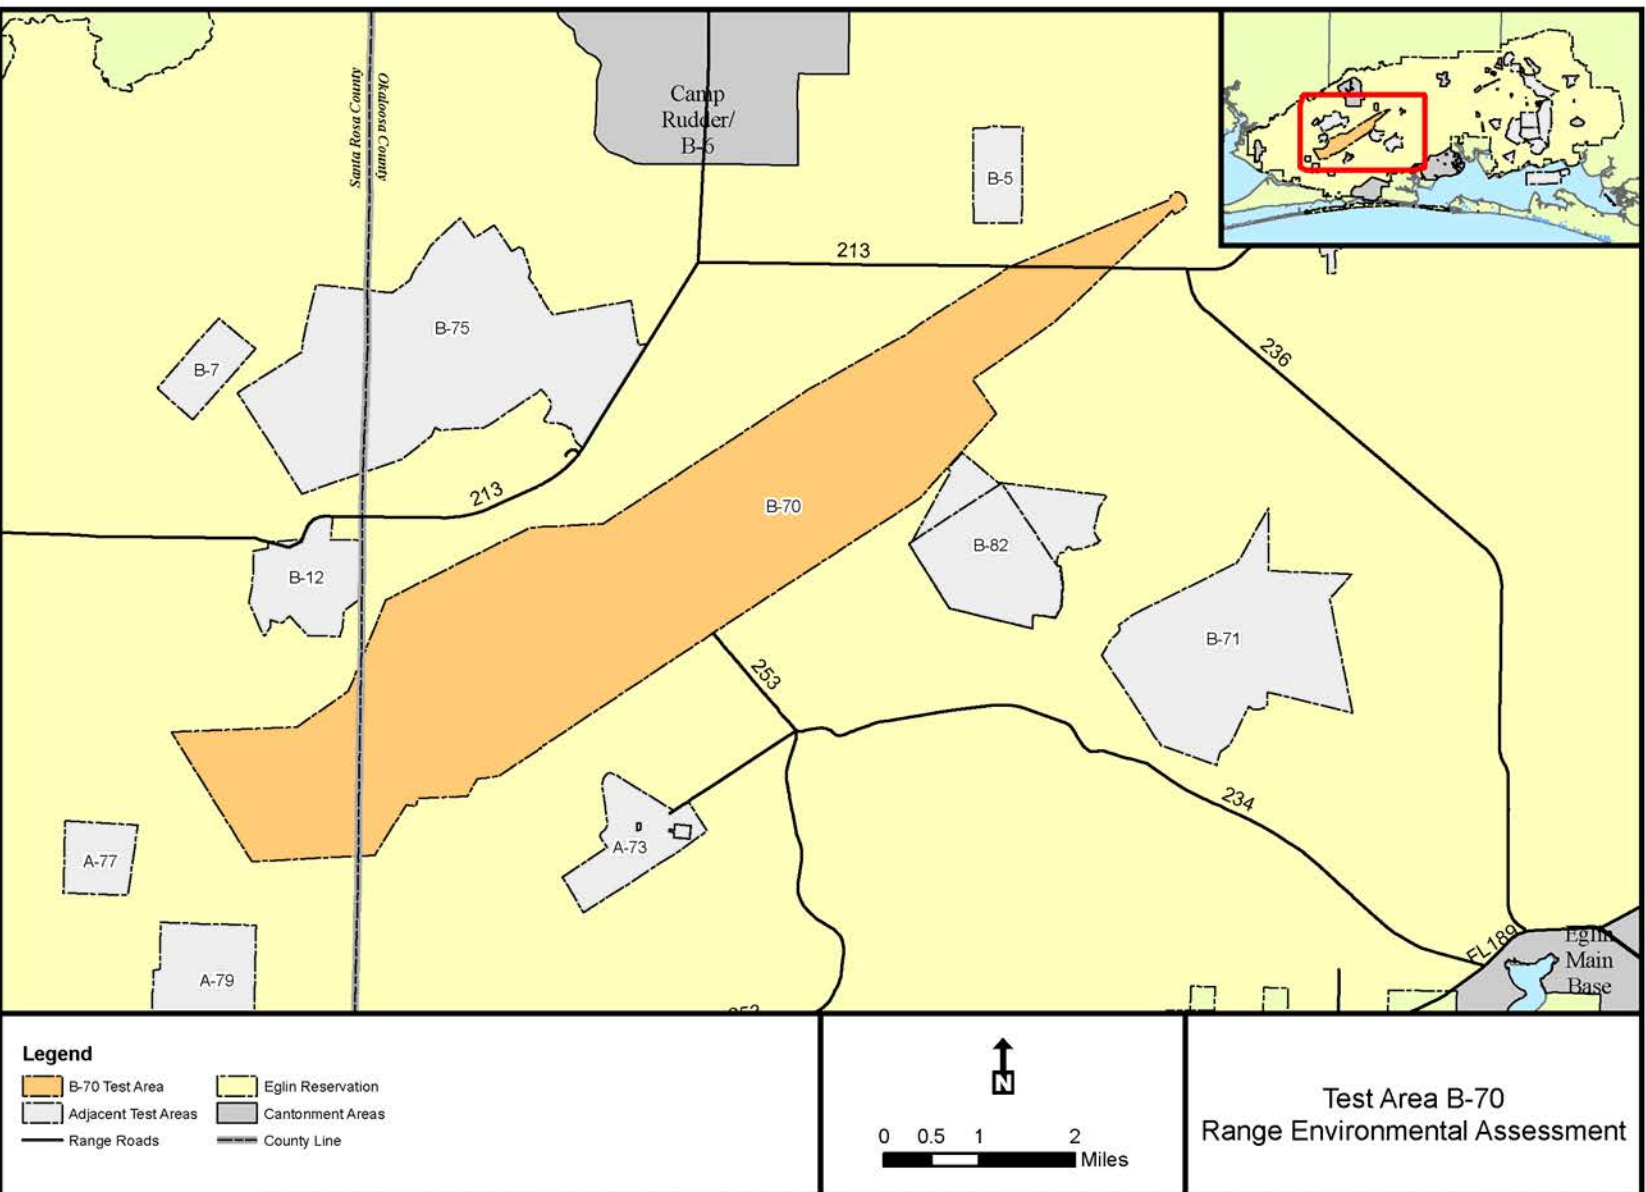 Santa Rosa County
Okaloosa County
Camp
Rudder/
B-6
B-5
213
B-75
B-7
236
213
B-70
B-82
B-12
B-71
253
234
A-77
A-73
A-79
FL189
Eglin
Main
Base
Legend
B-70 Test Area
Eglin Reservation
Adjacent Test Areas
Cantonment Areas
Range Roads
County Line
N
0 0.5 1 2
Miles
Test Area B-70
Range Environmental Assessment